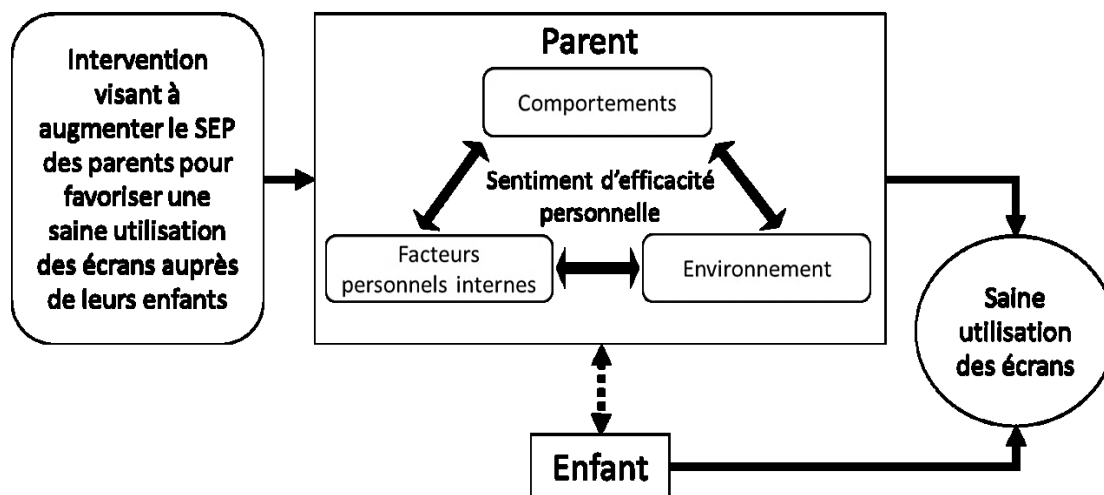 Intervention
visant à
augmenter le SEP
des parents pour
favoriser une
saine utilisation
des écrans auprès
de leurs enfants
Parent
Comportements
Sentiment d'efficacité
personnelle
Facteurs
personnels internes
Environnement
Enfant
Saine
utilisation
des écrans